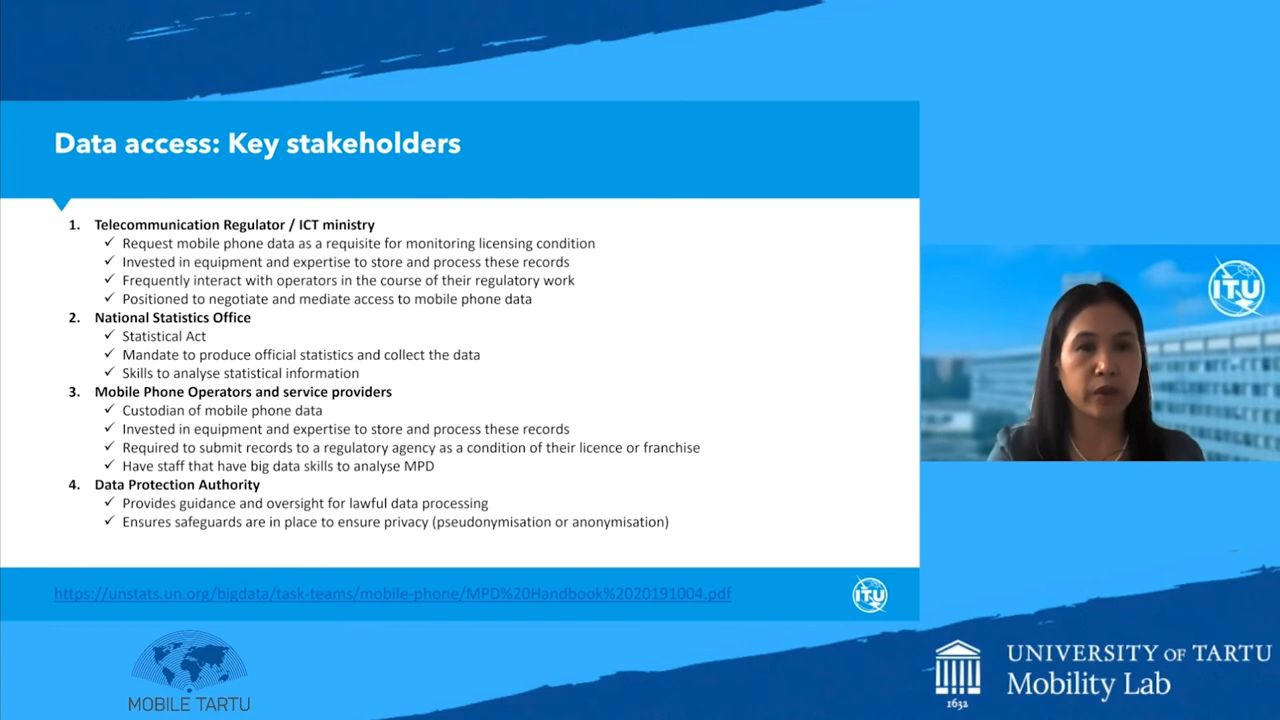 Data access: Key stakeholders
1. Telecommunication Regulator / ICT ministry
✓ Request mobile phone data as a requisite for monitoring licensing condition
✓ Invested in equipment and expertise to store and process these records
✓ Frequently interact with operators in the course of their regulatory work
✓ Positioned to negotiate and mediate access to mobile phone data
2. National Statistics Office
✓ Statistical Act
✓ Mandate to produce official statistics and collect the data
✓ Skills to analyse statistical information
3. Mobile Phone Operators and service providers
✓ Custodian of mobile phone data
✓ Invested in equipment and expertise to store and process these records
✓ Required to submit records to a regulatory agency as a condition of their licence or franchise
✓ Have staff that have big data skills to analyse MPD
4. Data Protection Authority
✓ Provides guidance and oversight for lawful data processing
✓ Ensures safeguards are in place to ensure privacy (pseudonymisation or anonymisation)
https://unstats.un.org/bigdata/task-teams/mobile-phone/MPD%20Handbook%2020191004.pdf
ITU
ITU
MOBILE TARTU
1632
UNIVERSITY OF TARTU
Mobility Lab